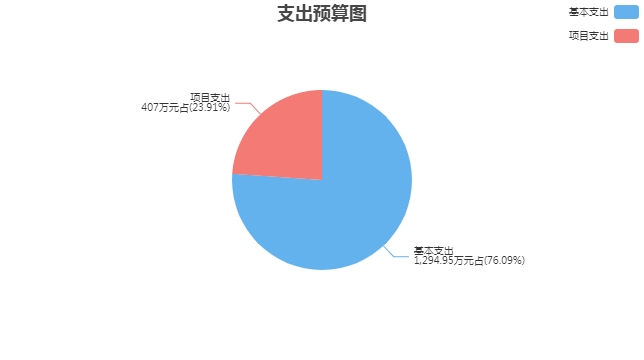 支出预算图
基本支出
项目支出
项目支出
407万元占(23.91%)
基本支出
1,294.95万元占(76.09%)